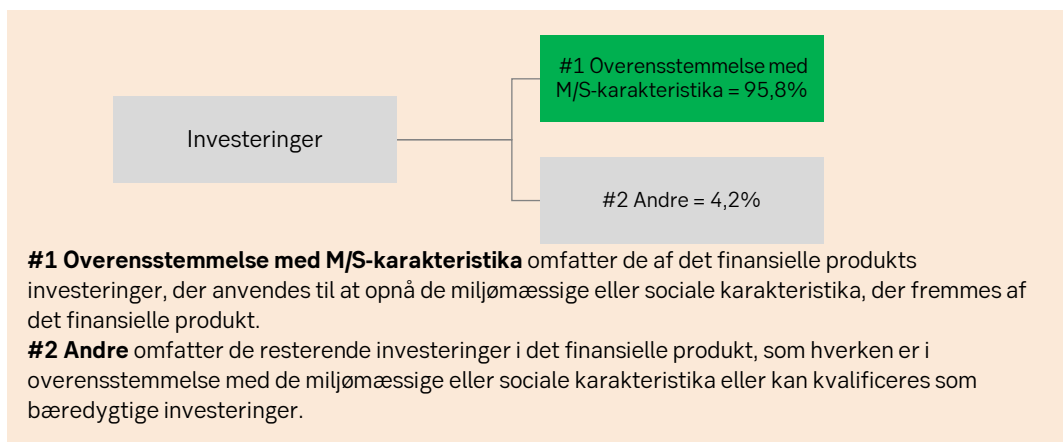 #1 Overensstemmelse med
M/S-karakteristika = 95,8%
Investeringer
#2 Andre = 4,2%
#1 Overensstemmelse med M/S-karakteristika omfatter de af det finansielle produkts
investeringer, der anvendes til at opnå de miljømæssige eller sociale karakteristika, der fremmes af
det finansielle produkt.
#2 Andre omfatter de resterende investeringer i det finansielle produkt, som hverken er i
overensstemmelse med de miljømæssige eller sociale karakteristika eller kan kvalificeres som
bæredygtige investeringer.